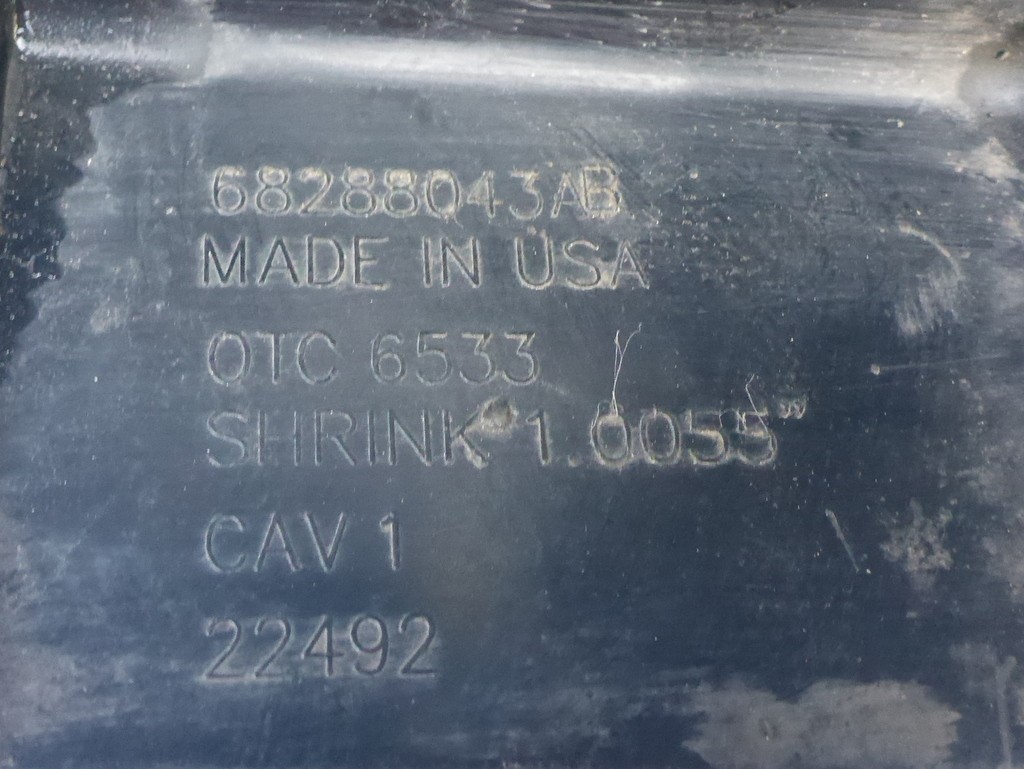 68288043AB
MADE IN USA
OTC 6533
SHRINK 1.0055"
CAV 1
22492